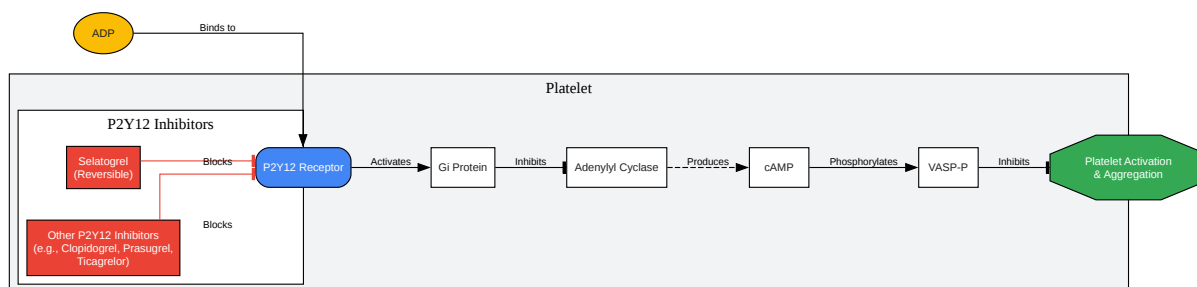 ADP
Binds to
Platelet
P2Y12 Inhibitors
Selatogrel
(Reversible)
Blocks
P2Y12 Receptor
Activates
Gi Protein
Inhibits
Adenylyl Cyclase
Produces
cAMP
Phosphorylates
VASP-P
Inhibits
Platelet Activation
& Aggregation
Other P2Y12 Inhibitors
(e.g., Clopidogrel, Prasugrel,
Ticagrelor)
Blocks